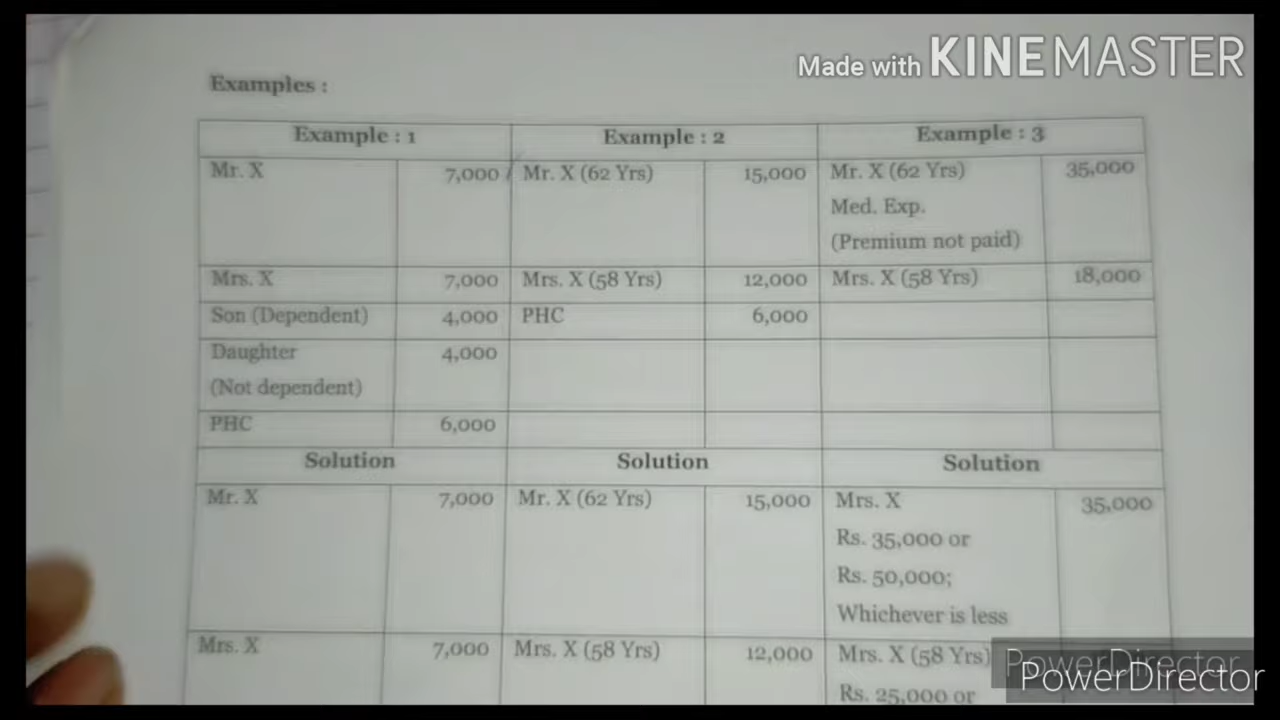 Made with KINEMASTER
Examples :
Example : 1 Example : 2 Example : 3
Mr. X 7,000 Mr. X (62 Yrs) 15,000 Mr. X (62 Yrs) 35,000
Med. Exp.
(Premium not paid)
Mrs. X 7,000 Mrs. X (58 Yrs) 12,000 Mrs. X (58 Yrs) 18,000
Son (Dependent) 4,000 PHC 6,000
Daughter 4,000
(Not dependent)
PHC 6,000
Solution Solution Solution
Mr. X 7,000 Mr. X (62 Yrs) 15,000 Mrs. X 35,000
Rs. 35,000 or
Rs. 50,000;
Whichever is less
Mrs. X 7,000 Mrs. X (58 Yrs) 12,000 Mrs. X (58 Yrs)
PowerDirector
PowerDirector
Rs. 25,000 or